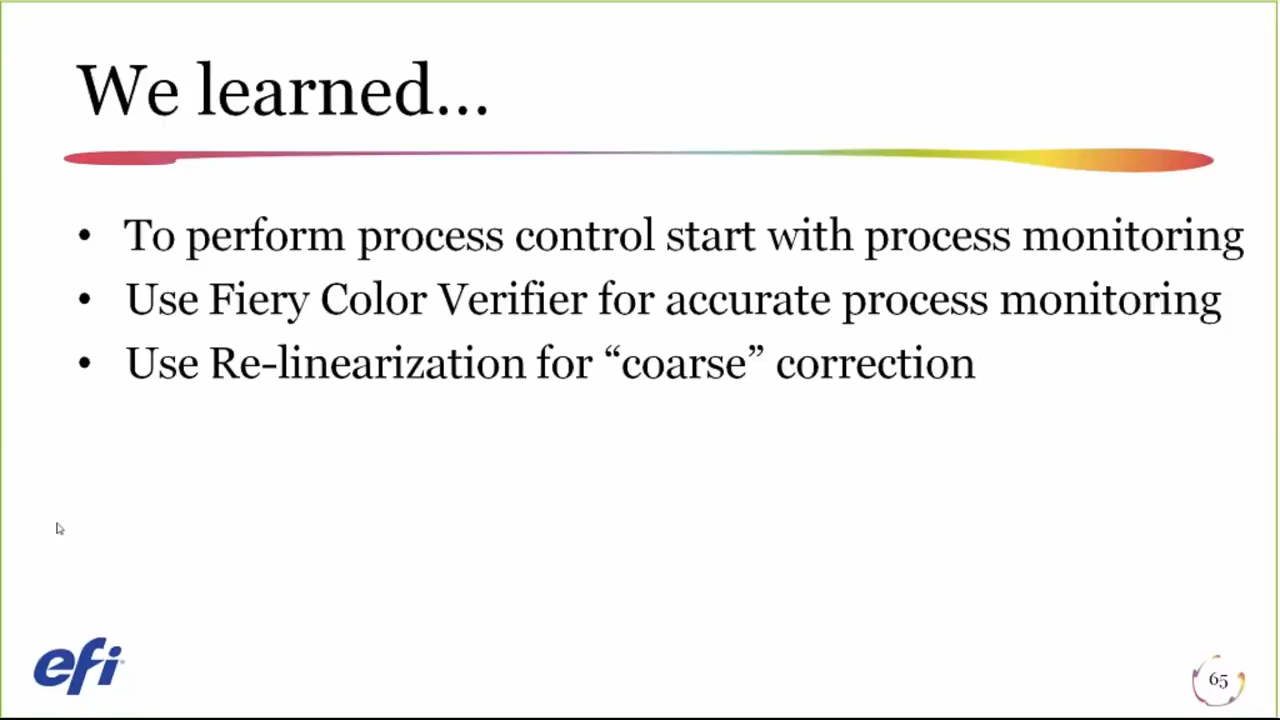 We learned...
• To perform process control start with process monitoring
• Use Fiery Color Verifier for accurate process monitoring
• Use Re-linearization for “coarse” correction
efi
65